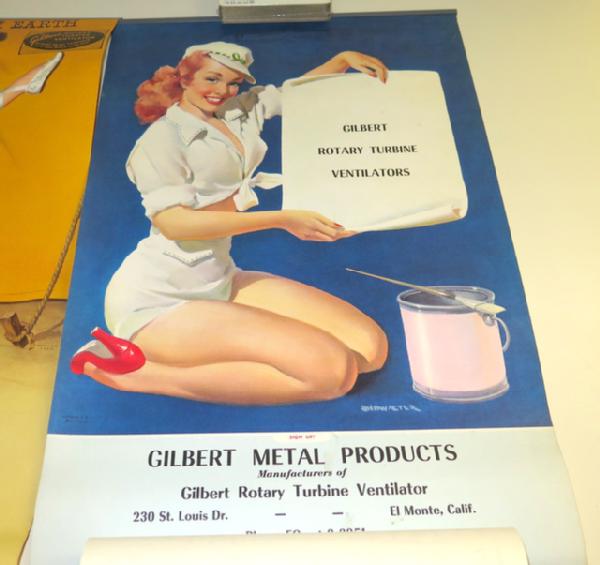 EARTH
GILBERT
ROTARY TURBINE
VENTILATORS
GILBERT METAL PRODUCTS
Manufacturers of
Gilbert Rotary Turbine Ventilator
230 St. Louis Dr. — — El Monte, Calif.